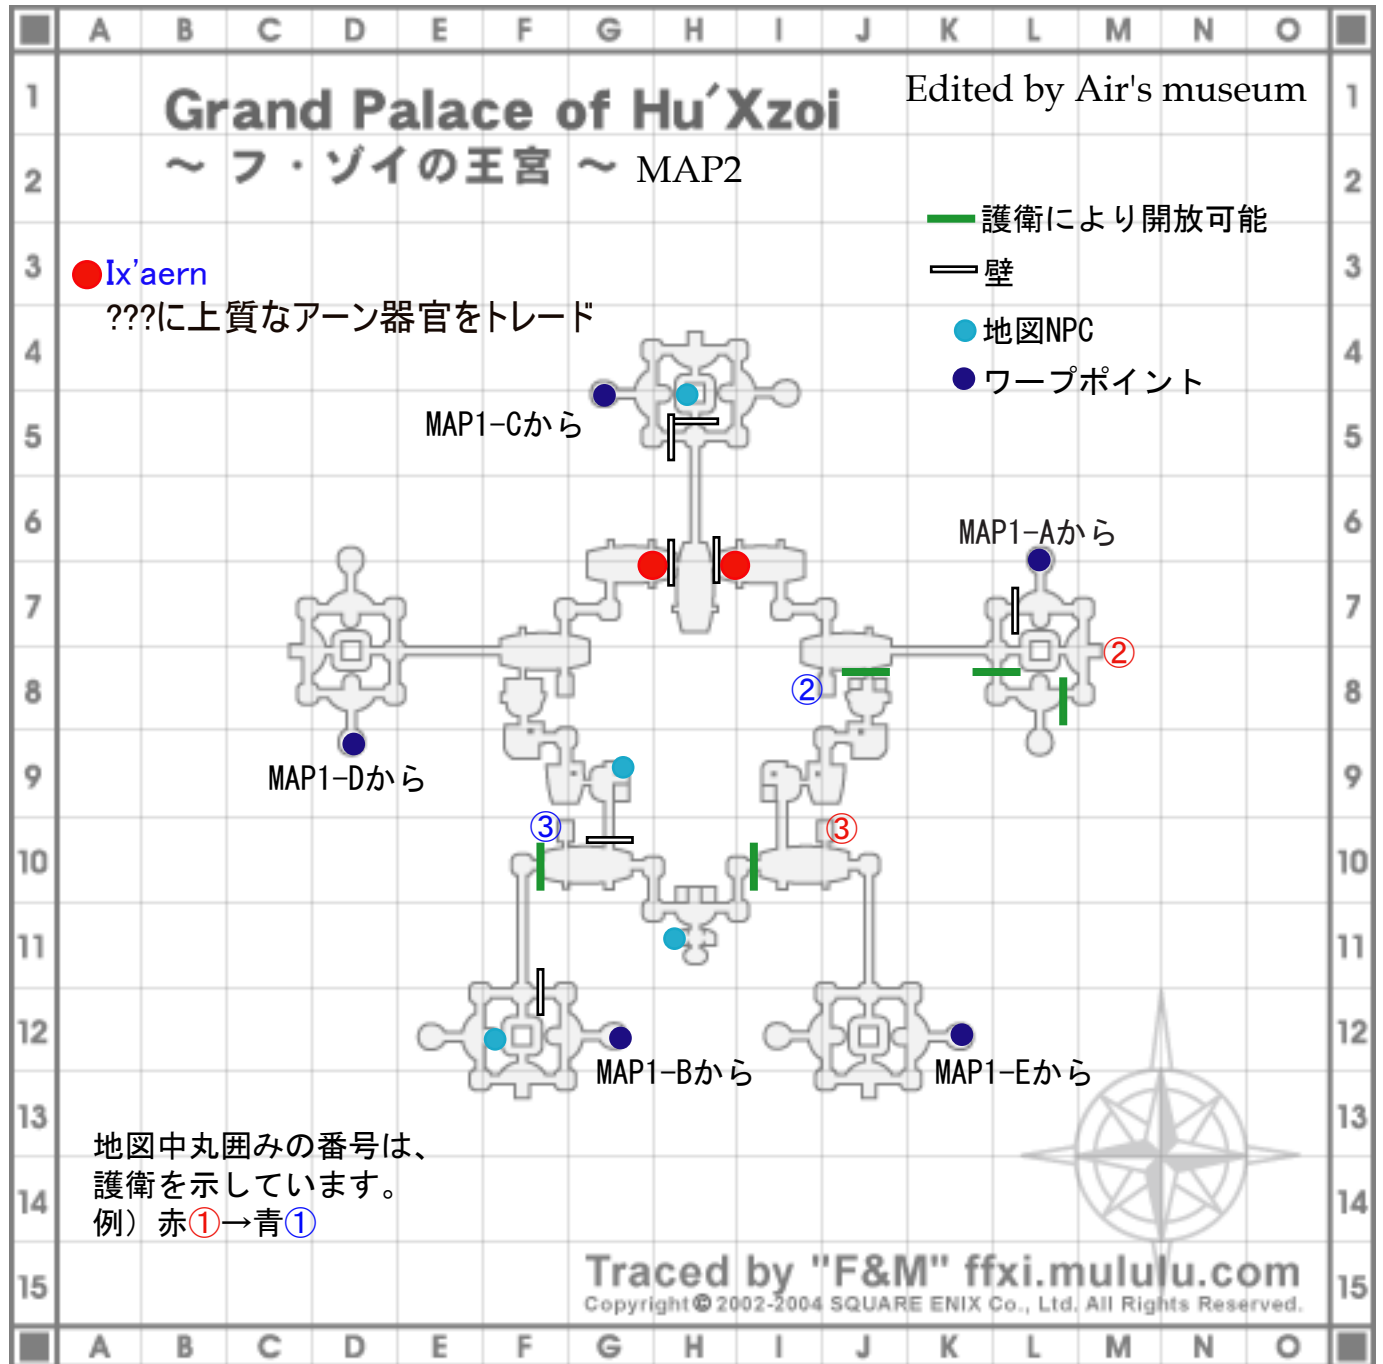 A B C D E F G H I J K L M N O
Grand Palace of Hu´Xzoi
Edited by Air's museum
～ フ・ゾイの王宮 ～ MAP2
護衛により開放可能
壁
地図NPC
ワープポイント
Ix’aern
???に上質なアーン器官をトレード
MAP1-Cから
MAP1-Aから
②
②
MAP1-Dから
③
③
MAP1-Bから
MAP1-Eから
地図中丸囲みの番号は、
護衛を示しています。
例）赤①→青①
Traced by "F&M" ffxi.mululu.com
Copyright © 2002-2004 SQUARE ENIX Co., Ltd. All Rights Reserved.
1 1
2 2
3 3
4 4
5 5
6 6
7 7
8 8
9 9
10 10
11 11
12 12
13 13
14 14
15 15
A B C D E F G H I J K L M N O